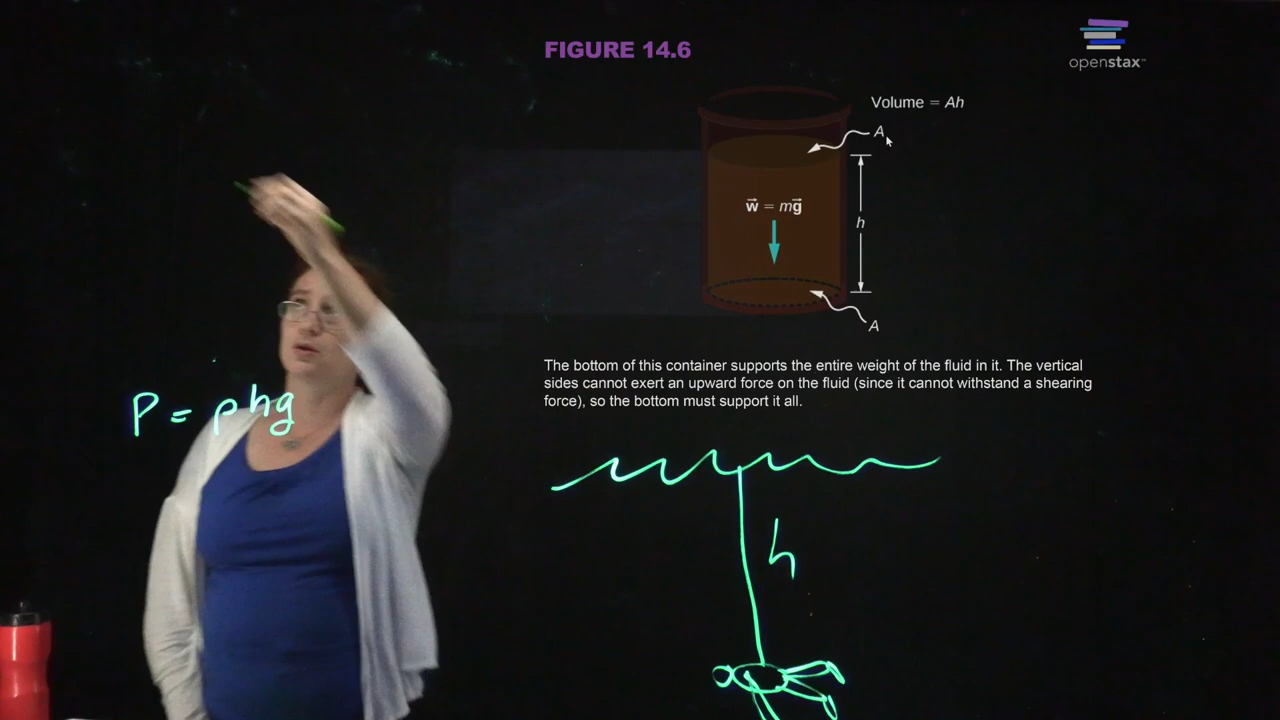 FIGURE 14.6
openstax™
Volume = Ah
A
w⃗ = mg⃗
h
A
The bottom of this container supports the entire weight of the fluid in it. The vertical
sides cannot exert an upward force on the fluid (since it cannot withstand a shearing
force), so the bottom must support it all.
P = ρhg
h